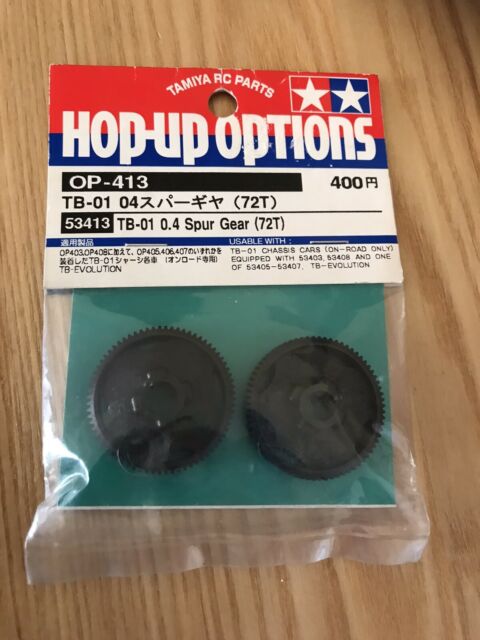 TAMIYA RC PARTS
HOP-UP OPTIONS
OP-413
TB-01 04スパーギヤ (72T)
400円
53413 TB-01 0.4 Spur Gear (72T)
適用製品
OP403,OP408に加えて、OP405,406,407のいずれかを
装着したTB-01シャーシ各車 (オンロード専用)
TB-EVOLUTION
USABLE WITH :
TB-01 CHASSIS CARS (ON-ROAD ONLY)
EQUIPPED WITH 53403, 53408 AND ONE
OF 53405-53407, TB-EVOLUTION